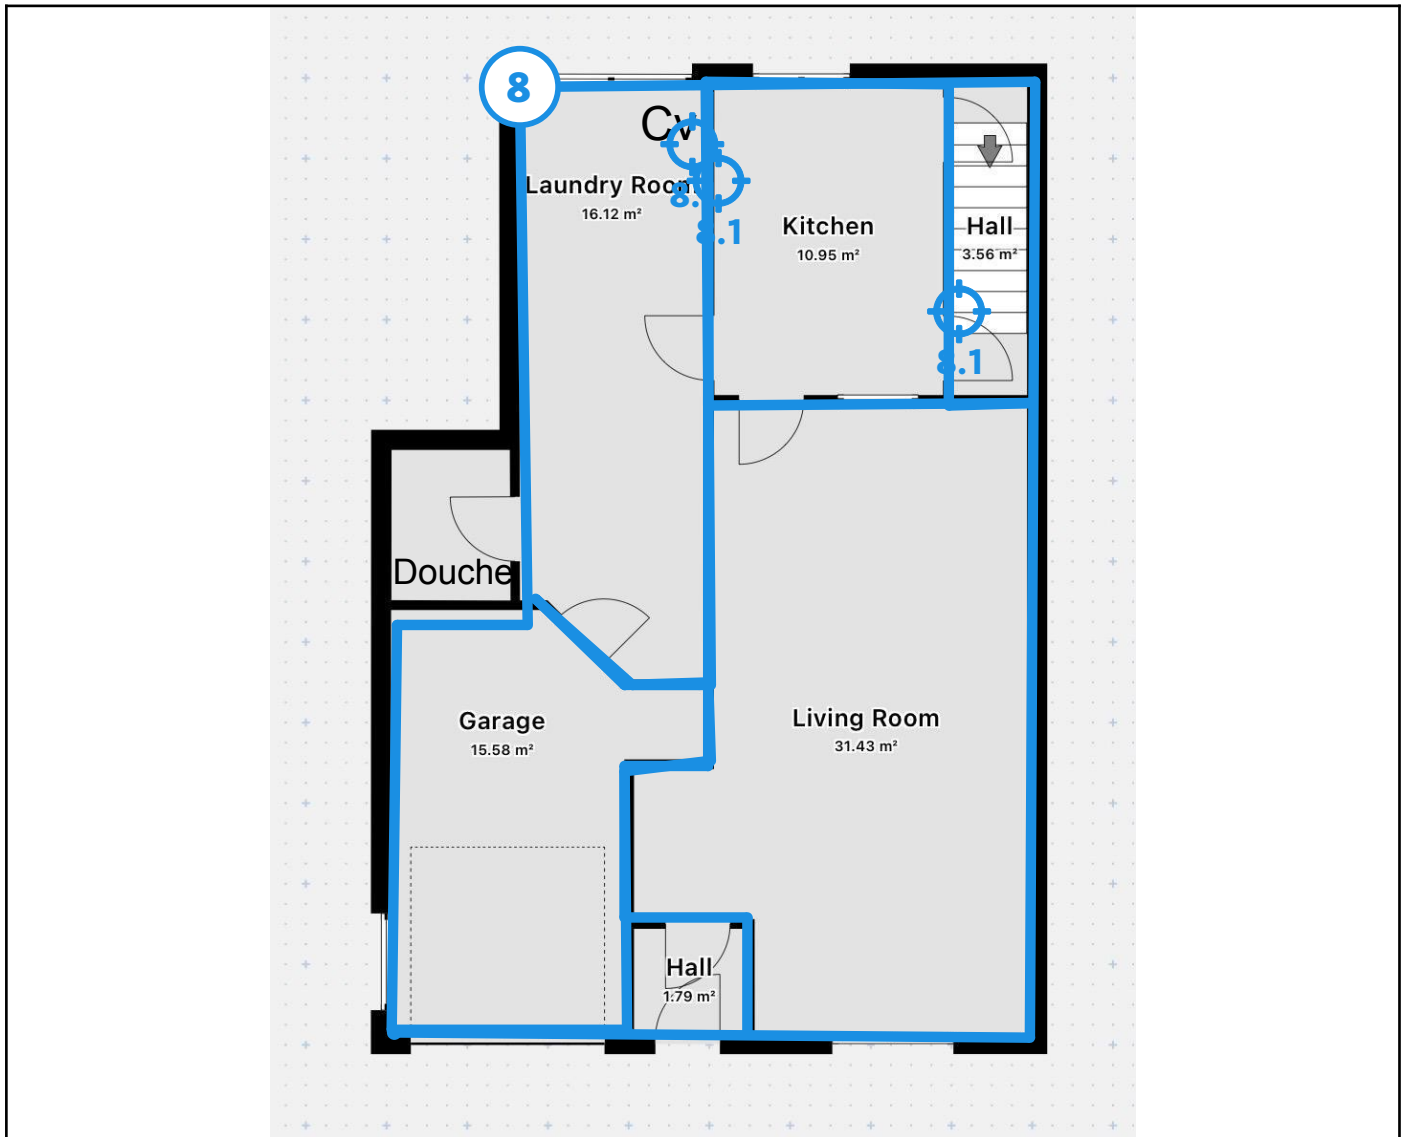 8
Cv
Laundry Room
16.12 m²
8.1
Kitchen
10.95 m²
Hall
3.56 m²
8.1
Douche
Garage
15.58 m²
Living Room
31.43 m²
Hall
1.79 m²